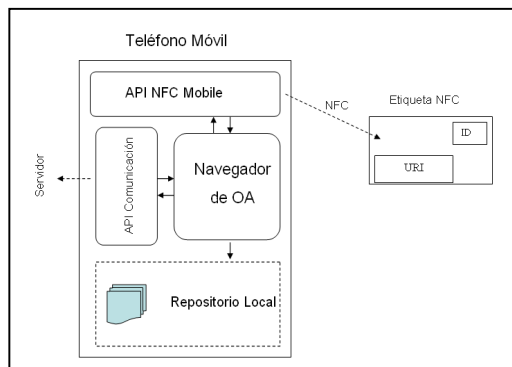 Teléfono Móvil
API NFC Mobile
NFC
Etiqueta NFC
ID
URI
Servidor
API Comunicación
Navegador
de OA
Repositorio Local